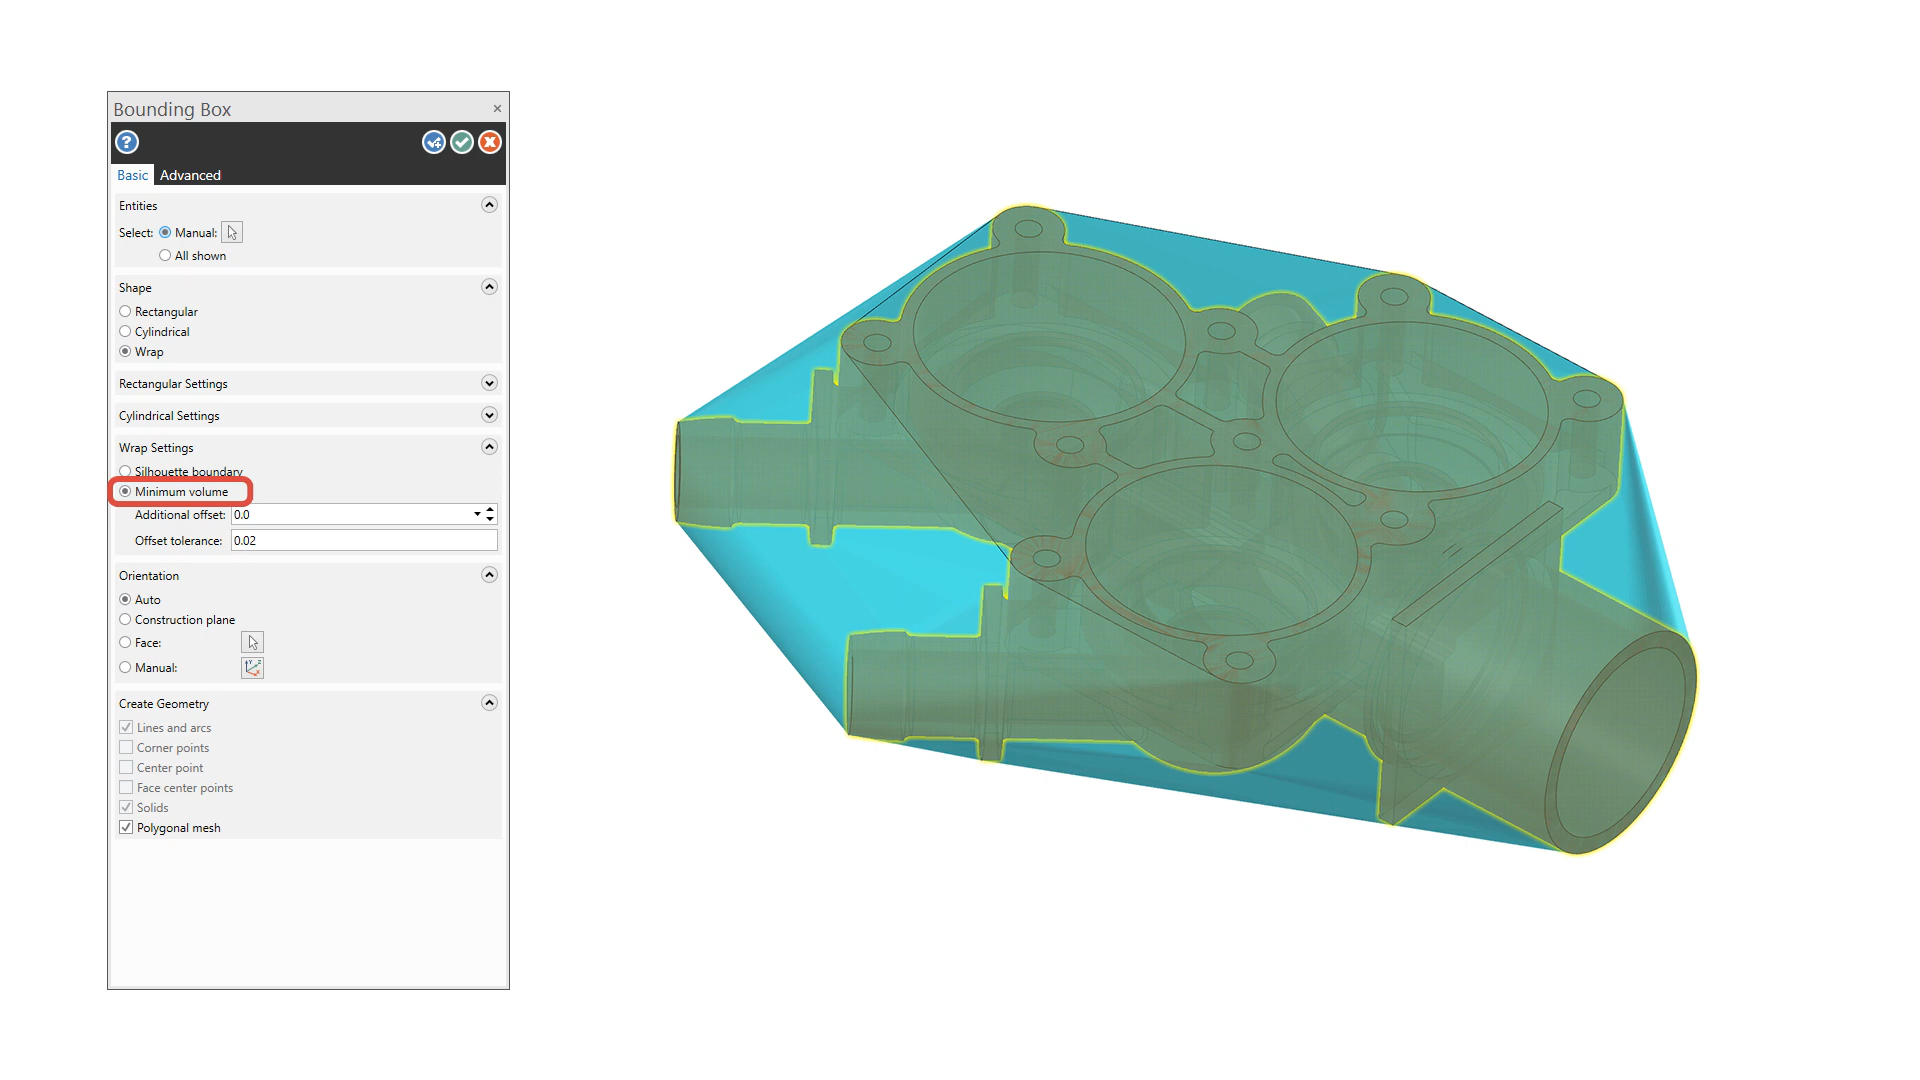 Bounding Box
Basic Advanced
Entities
Select: Manual:
All shown
Shape
Rectangular
Cylindrical
Wrap
Rectangular Settings
Cylindrical Settings
Wrap Settings
Silhouette boundary
Minimum volume
Additional offset: 0.0
Offset tolerance: 0.02
Orientation
Auto
Construction plane
Face:
Manual:
Create Geometry
Lines and arcs
Corner points
Center point
Face center points
Solids
Polygonal mesh